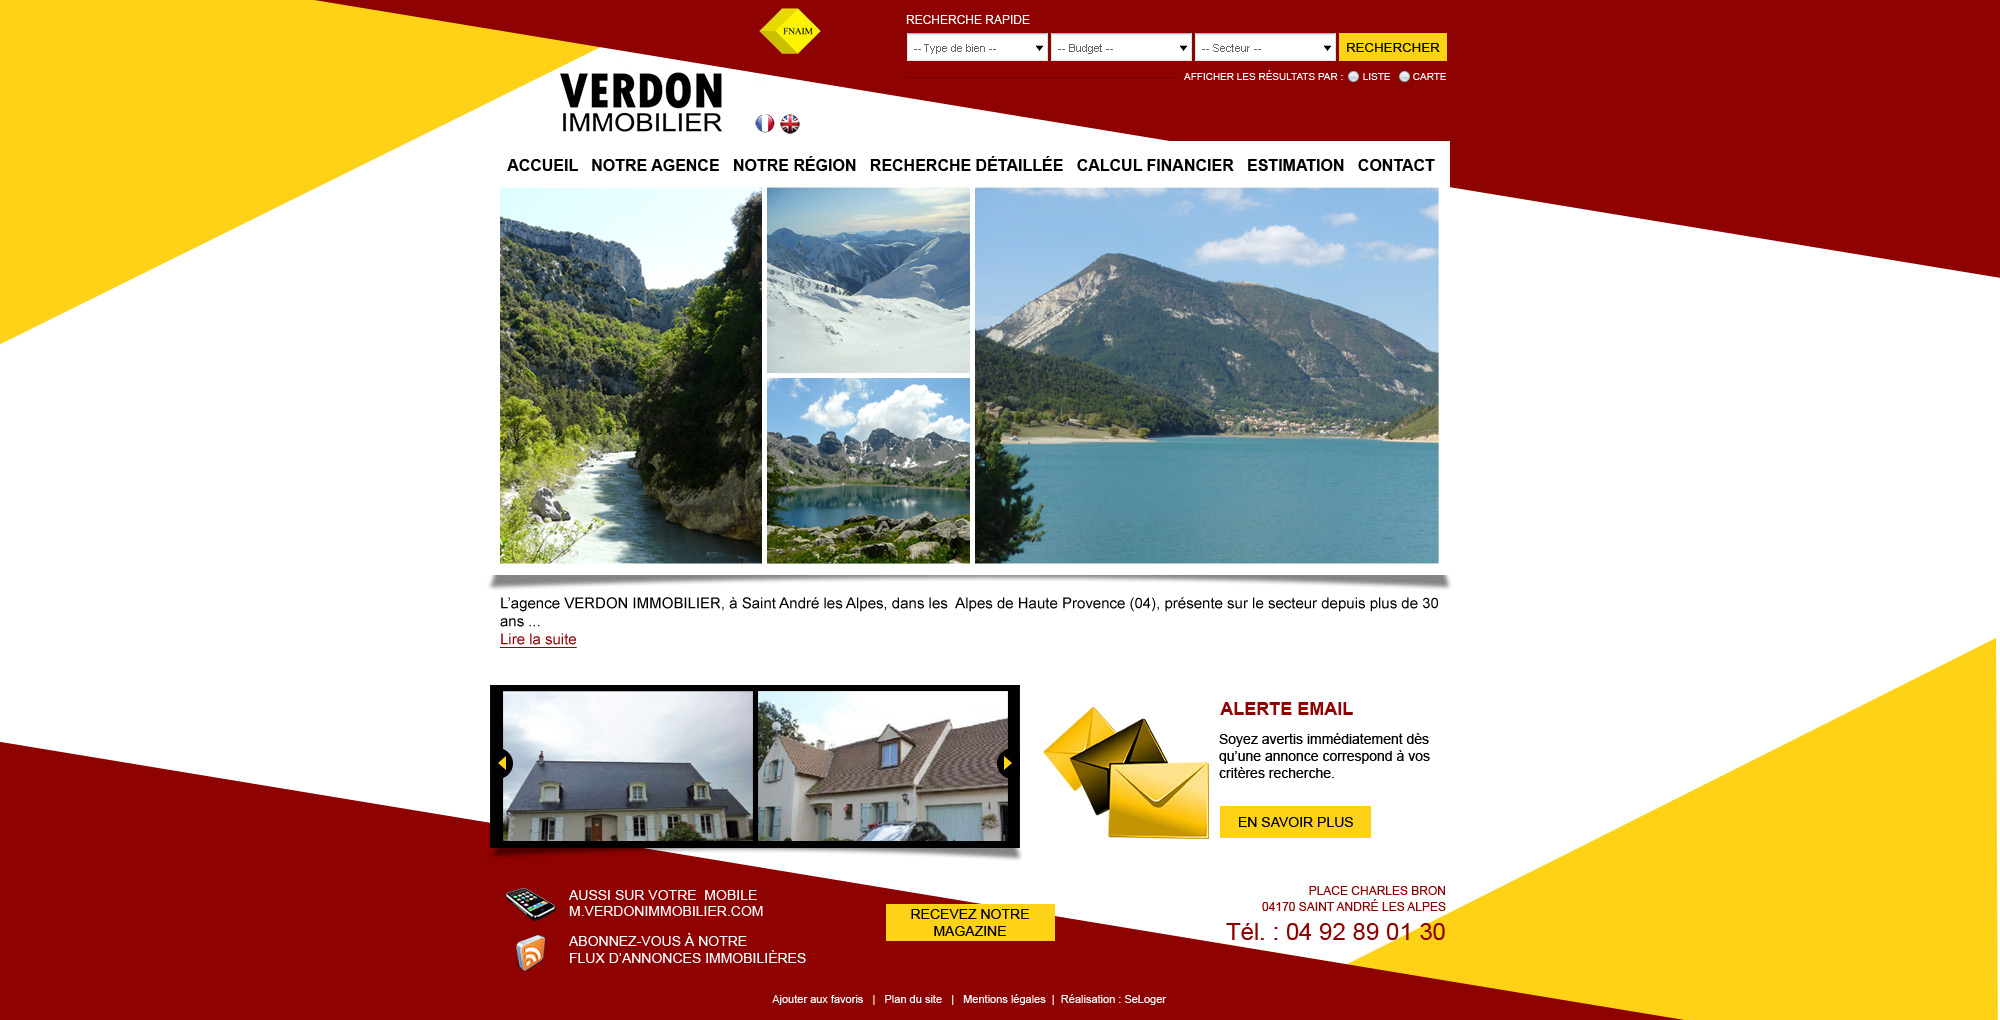 FNAIM
RECHERCHE RAPIDE
-- Type de bien --
-- Budget --
-- Secteur --
RECHERCHER
AFFICHER LES RÉSULTATS PAR : LISTE CARTE
VERDON
IMMOBILIER
ACCUEIL NOTRE AGENCE NOTRE RÉGION RECHERCHE DÉTAILLÉE CALCUL FINANCIER ESTIMATION CONTACT
L’agence VERDON IMMOBILIER, à Saint André les Alpes, dans les Alpes de Haute Provence (04), présente sur le secteur depuis plus de 30
ans ...
Lire la suite
ALERTE EMAIL
Soyez avertis immédiatement dès
qu’une annonce correspond à vos
critères recherche.
EN SAVOIR PLUS
AUSSI SUR VOTRE MOBILE
M.VERDONIMMOBILIER.COM
ABONNEZ-VOUS À NOTRE
FLUX D’ANNONCES IMMOBILIÈRES
RECEVEZ NOTRE
MAGAZINE
PLACE CHARLES BRON
04170 SAINT ANDRÉ LES ALPES
Tél. : 04 92 89 01 30
Ajouter aux favoris | Plan du site | Mentions légales | Réalisation : SeLoger